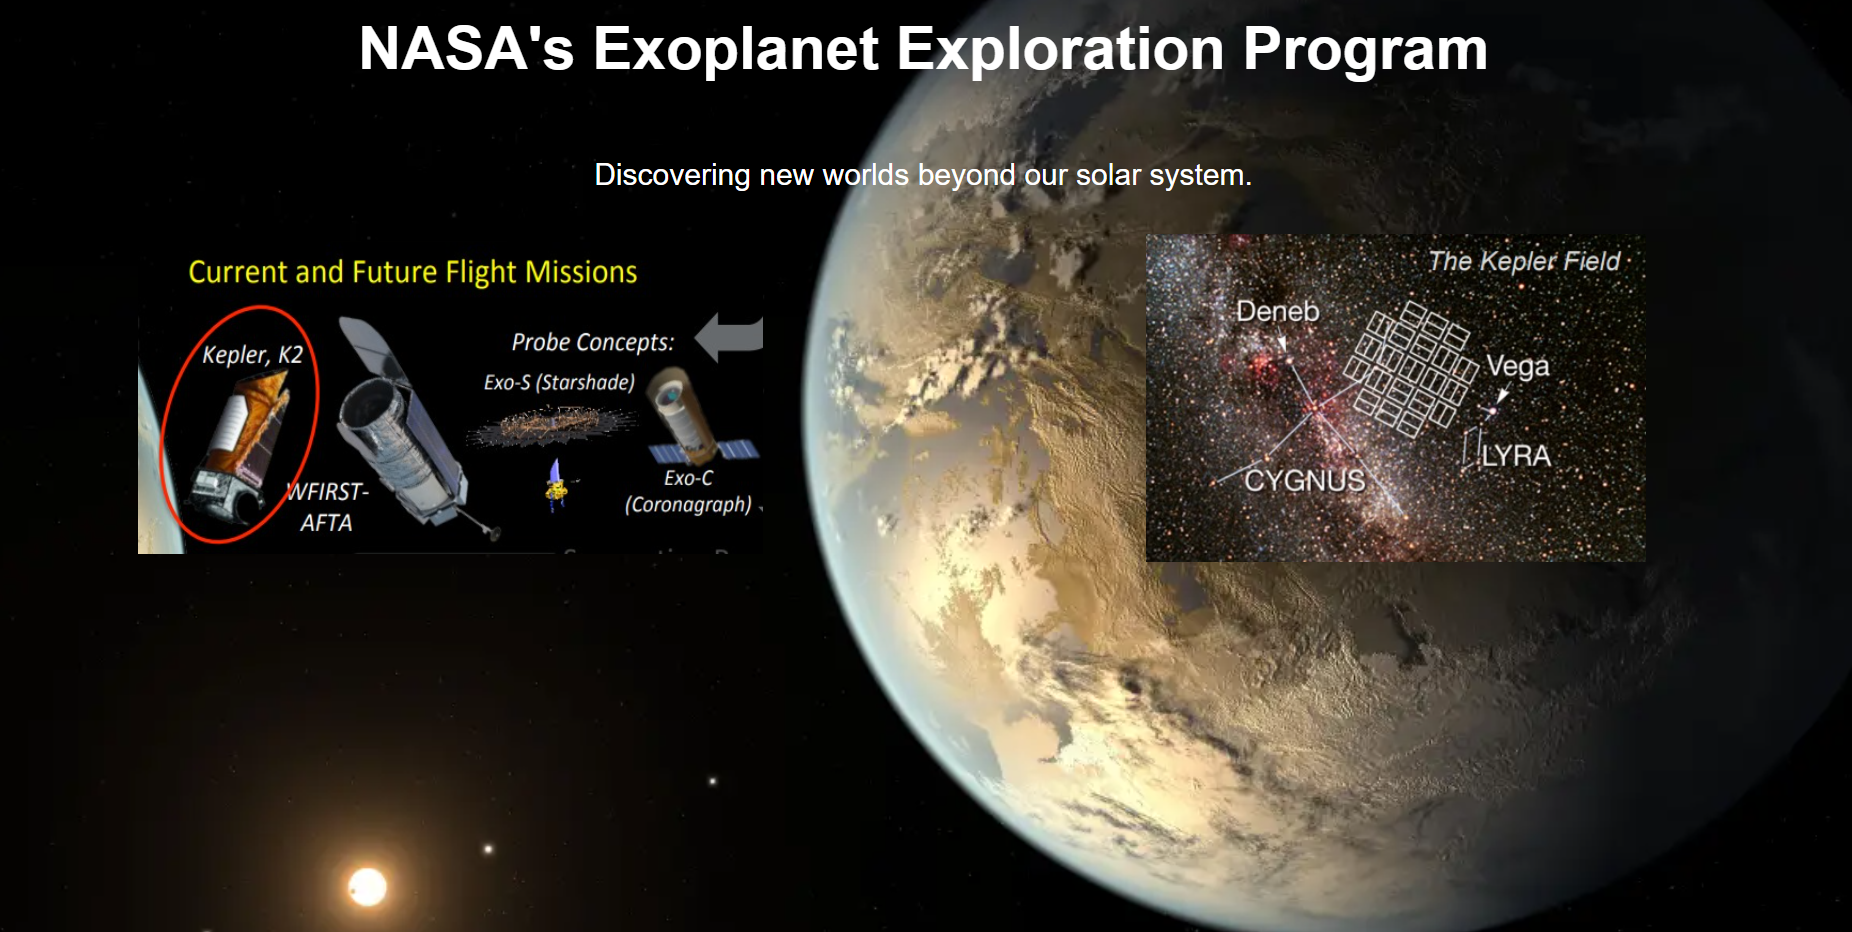 NASA's Exoplanet Exploration Program
Discovering new worlds beyond our solar system.
Current and Future Flight Missions
Kepler, K2
WFIRST-
AFTA
Probe Concepts:
Exo-S (Starshade)
Exo-C
(Coronagraph)
The Kepler Field
Deneb
Vega
LYRA
CYGNUS